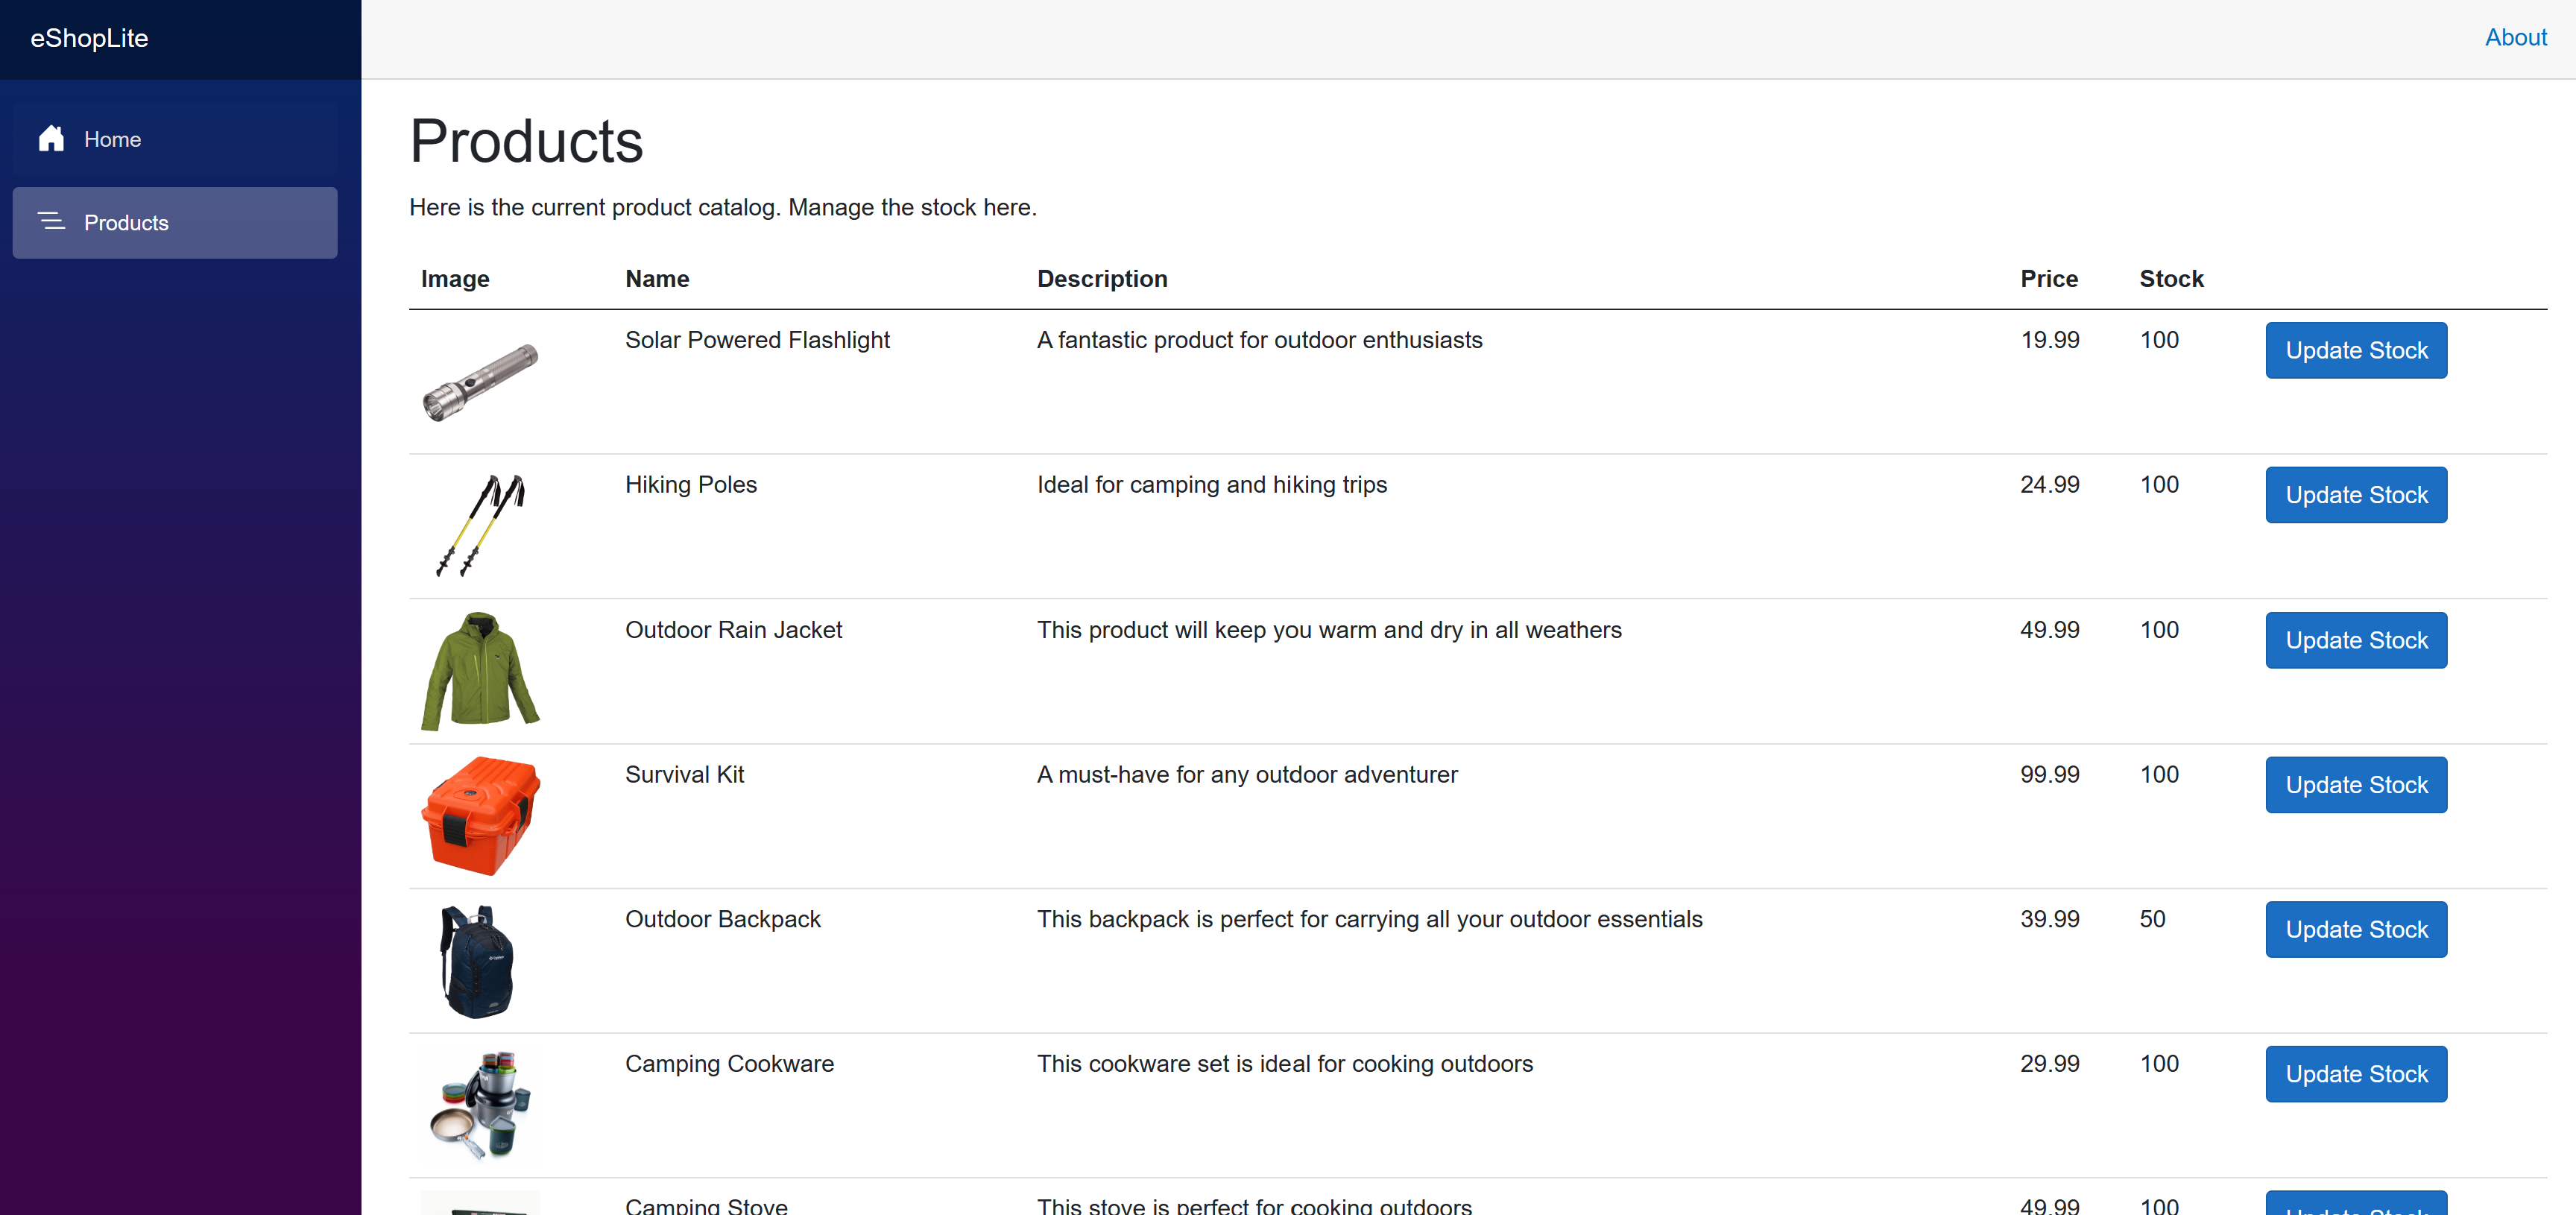 eShopLite
About
Home
Products
Products
Here is the current product catalog. Manage the stock here.
Image Name Description Price Stock
Solar Powered Flashlight A fantastic product for outdoor enthusiasts 19.99 100 Update Stock
Hiking Poles Ideal for camping and hiking trips 24.99 100 Update Stock
Outdoor Rain Jacket This product will keep you warm and dry in all weathers 49.99 100 Update Stock
Survival Kit A must-have for any outdoor adventurer 99.99 100 Update Stock
Outdoor Backpack This backpack is perfect for carrying all your outdoor essentials 39.99 50 Update Stock
Camping Cookware This cookware set is ideal for cooking outdoors 29.99 100 Update Stock
Camping Stove This stove is perfect for cooking outdoors 49.99 100 Update Stock